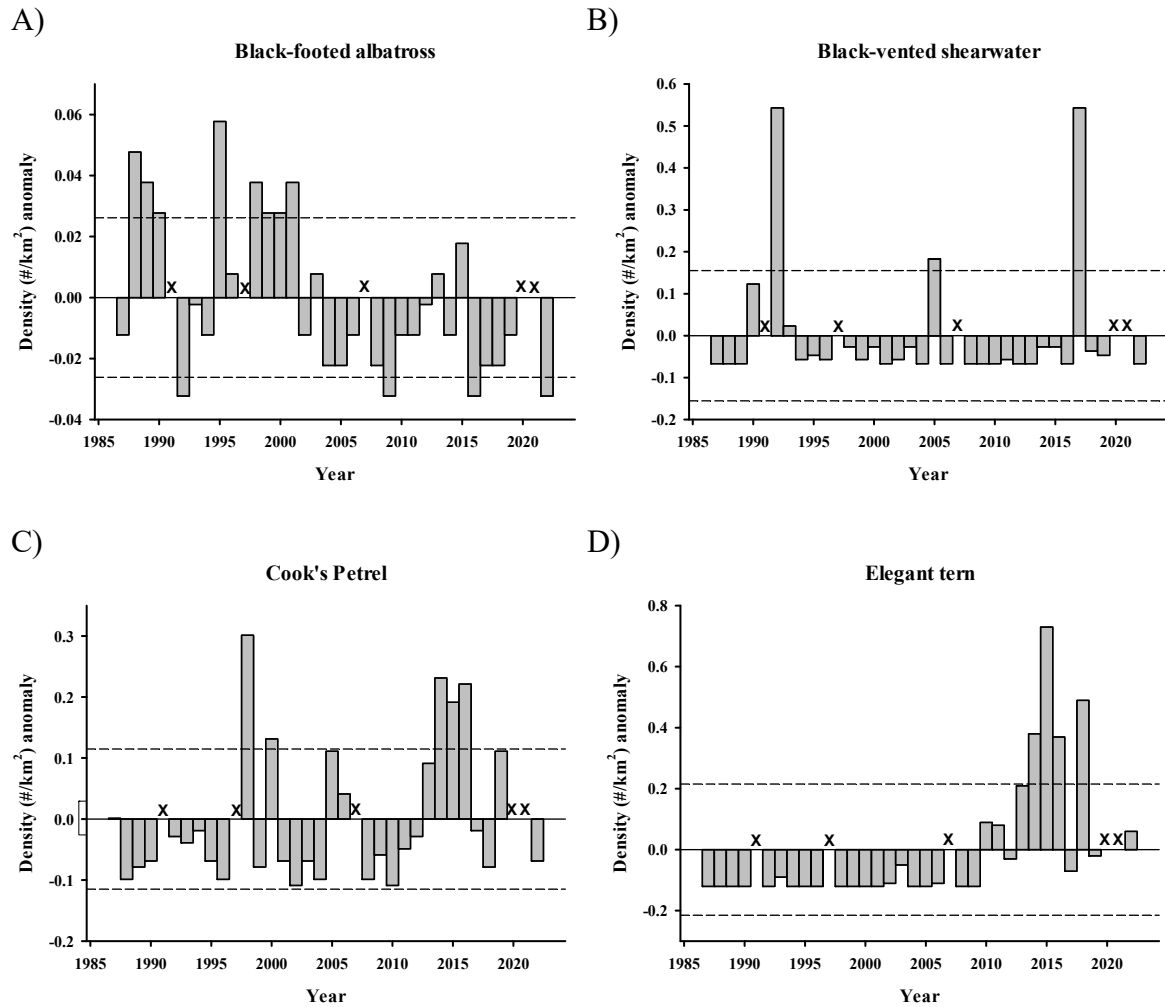 A)
Black-footed albatross
Density (#/km²) anomaly
0.06
0.04
0.02
0.00
-0.02
-0.04
x x x x x
1985 1990 1995 2000 2005 2010 2015 2020
Year
B)
Black-vented shearwater
Density (#/km²) anomaly
0.6
0.5
0.4
0.3
0.2
0.1
0.0
-0.1
-0.2
x x x x x
1985 1990 1995 2000 2005 2010 2015 2020
Year
C)
Cook's Petrel
Density (#/km²) anomaly
0.3
0.2
0.1
0.0
-0.1
-0.2
x x x x x
1985 1990 1995 2000 2005 2010 2015 2020
Year
D)
Elegant tern
Density (#/km²) anomaly
0.8
0.6
0.4
0.2
0.0
-0.2
x x x x x
1985 1990 1995 2000 2005 2010 2015 2020
Year